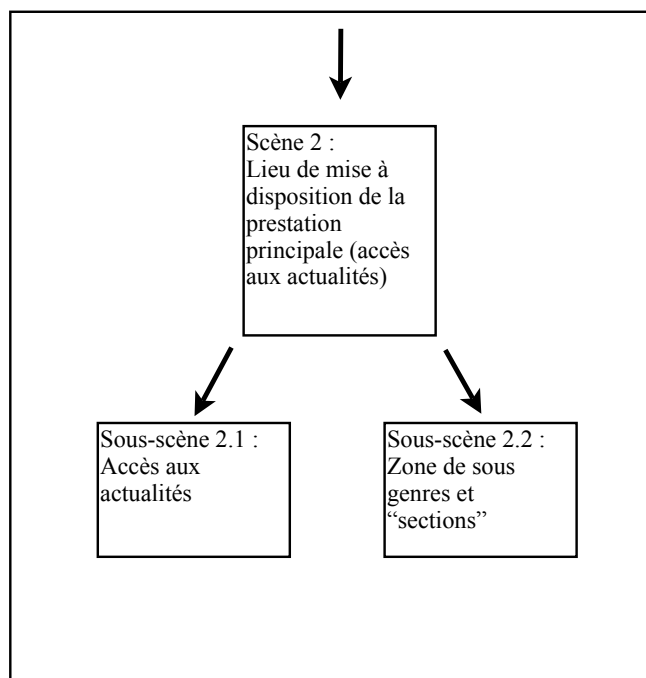 Scène 2 :
Lieu de mise à
disposition de la
prestation
principale (accès
aux actualités)
Sous-scène 2.1 :
Accès aux
actualités
Sous-scène 2.2 :
Zone de sous
genres et
“sections”